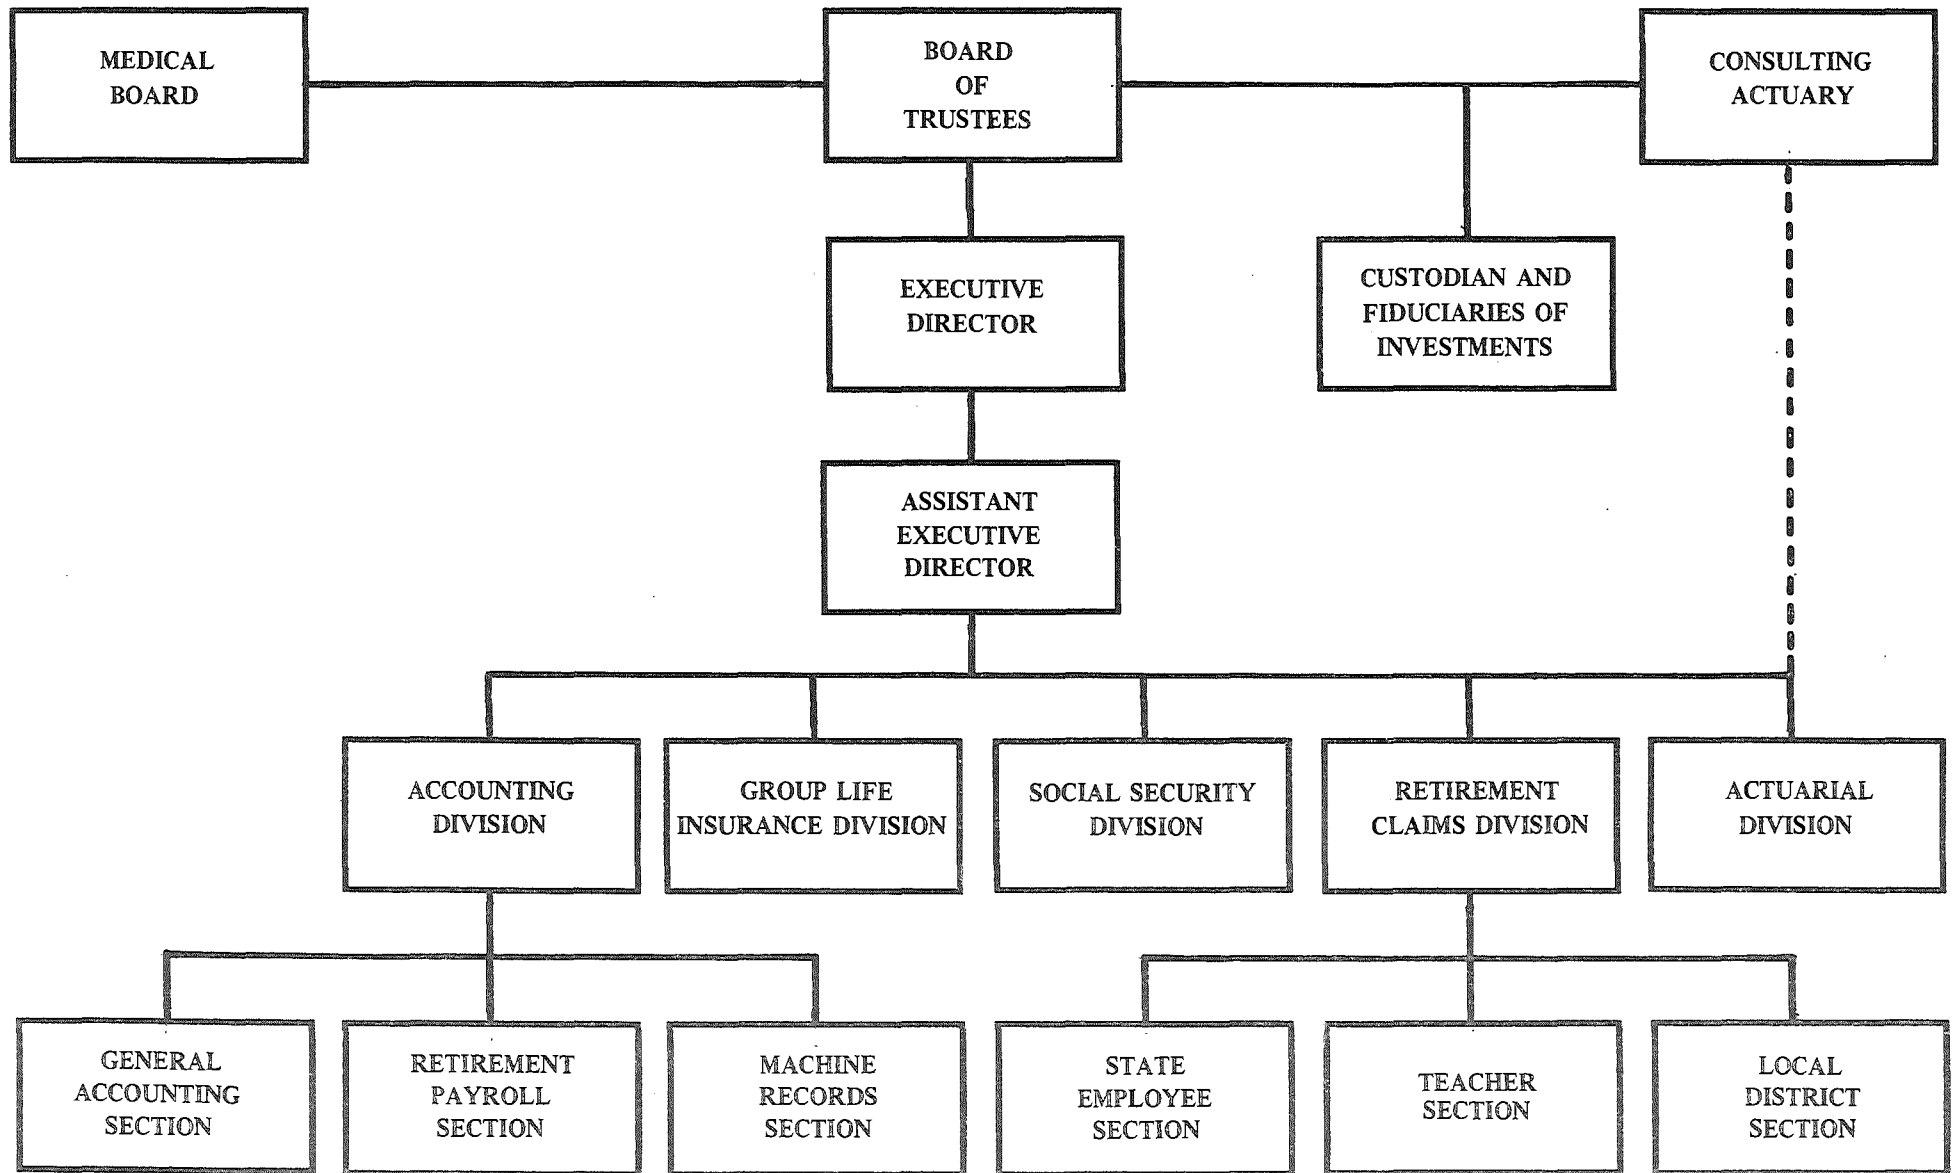 MEDICAL
BOARD
BOARD
OF
TRUSTEES
CONSULTING
ACTUARY
EXECUTIVE
DIRECTOR
CUSTODIAN AND
FIDUCIARIES OF
INVESTMENTS
ASSISTANT
EXECUTIVE
DIRECTOR
ACCOUNTING
DIVISION
GROUP LIFE
INSURANCE DIVISION
SOCIAL SECURITY
DIVISION
RETIREMENT
CLAIMS DIVISION
ACTUARIAL
DIVISION
GENERAL
ACCOUNTING
SECTION
RETIREMENT
PAYROLL
SECTION
MACHINE
RECORDS
SECTION
STATE
EMPLOYEE
SECTION
TEACHER
SECTION
LOCAL
DISTRICT
SECTION